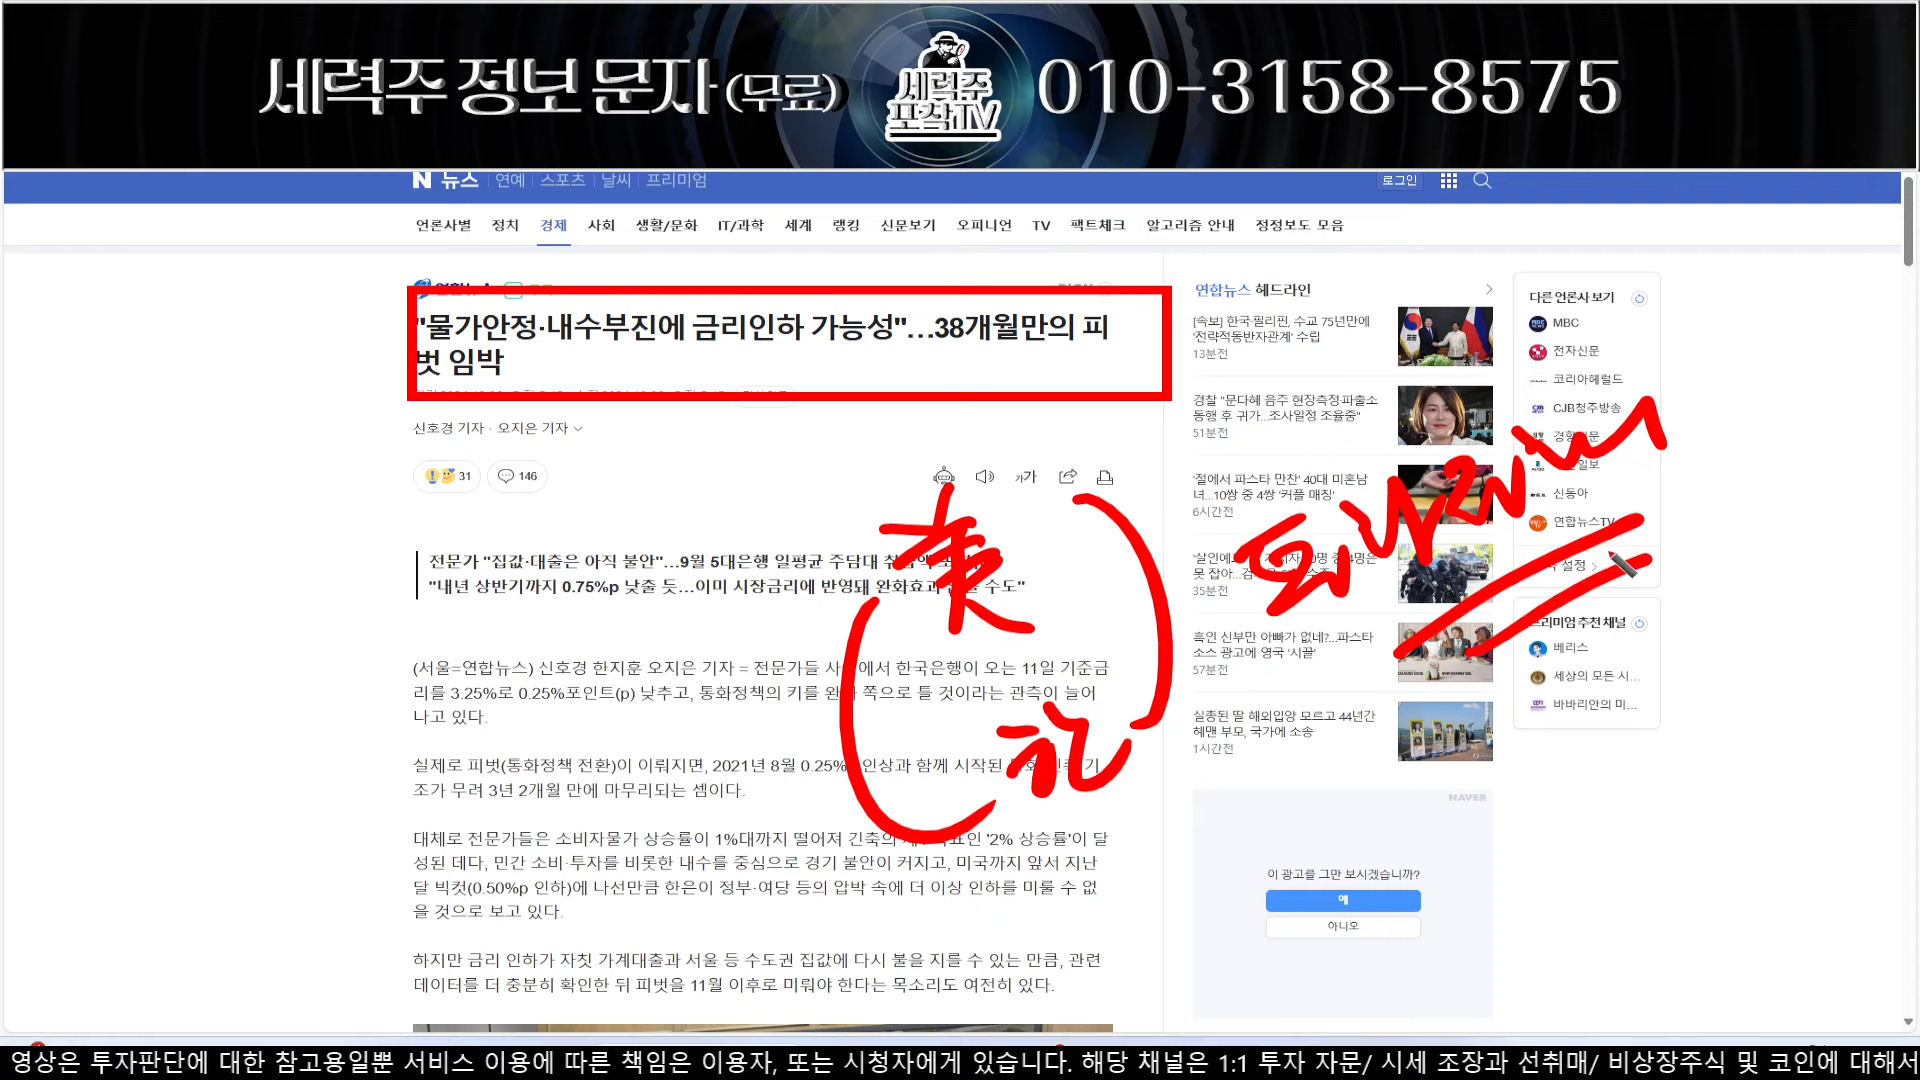 세력주 정보 문자 (무료) 세력주 포착TV 010-3158-8575
N 뉴스 연예 스포츠 날씨 프리미엄 로그인
언론사별 정치 경제 사회 생활/문화 IT/과학 세계 랭킹 신문보기 오피니언 TV 팩트체크 알고리즘 안내 정정보도 모음
"물가안정·내수부진에 금리인하 가능성"…38개월만의 피
벗 임박
신호경 기자 · 오지은 기자
31 146
가가
전문가 "집값·대출은 아직 불안"…9월 5대은행 일평균 주담대
"내년 상반기까지 0.75%p 낮출 듯…이미 시장금리에 반영돼 완화효과 수도"
(서울=연합뉴스) 신호경 한지훈 오지은 기자 = 전문가들 사이에서 한국은행이 오는 11일 기준금
리를 3.25%로 0.25%포인트(p) 낮추고, 통화정책의 키를 완화 쪽으로 틀 것이라는 관측이 늘어
나고 있다.
실제로 피벗(통화정책 전환)이 이뤄지면, 2021년 8월 0.25%p 인상과 함께 시작된 기
조가 무려 3년 2개월 만에 마무리되는 셈이다.
대체로 전문가들은 소비자물가 상승률이 1%대까지 떨어져 긴축의 '2% 상승률'이 달
성된 데다, 민간 소비·투자를 비롯한 내수를 중심으로 경기 불안이 커지고, 미국까지 앞서 지난
달 빅컷(0.50%p 인하)에 나선만큼 한은이 정부·여당 등의 압박 속에 더 이상 인하를 미룰 수 없
을 것으로 보고 있다.
하지만 금리 인하가 자칫 가계대출과 서울 등 수도권 집값에 다시 불을 지를 수 있는 만큼, 관련
데이터를 더 충분히 확인한 뒤 피벗을 11월 이후로 미뤄야 한다는 목소리도 여전히 있다.
연합뉴스 헤드라인
[속보] 한국·필리핀, 수교 75년만에
'전략적동반자관계' 수립
13분전
경찰 "문다혜 음주 현장측정·파출소
동행 후 귀가…조사일정 조율중"
51분전
'절에서 파스타 만찬' 40대 미혼남
녀…10쌍 중 4쌍 '커플 매칭'
6시간전
35분전
흑인 신부만 아빠가 없네?…파스타
소스 광고에 영국 '시끌'
57분전
실종된 딸 해외입양 모르고 44년간
헤맨 부모, 국가에 소송
1시간전
NAVER
이 광고를 그만 보시겠습니까?
예
아니오
다른 언론사 보기
MBC
전자신문
코리아헤럴드
CJB청주방송
신동아
연합뉴스TV
설정
프리미엄 추천 채널
베리스
세상의 모든 시...
바바리안의 미...
영상은 투자판단에 대한 참고용일뿐 서비스 이용에 따른 책임은 이용자, 또는 시청자에게 있습니다. 해당 채널은 1:1 투자 자문/ 시세 조장과 선취매/ 비상장주식 및 코인에 대해서